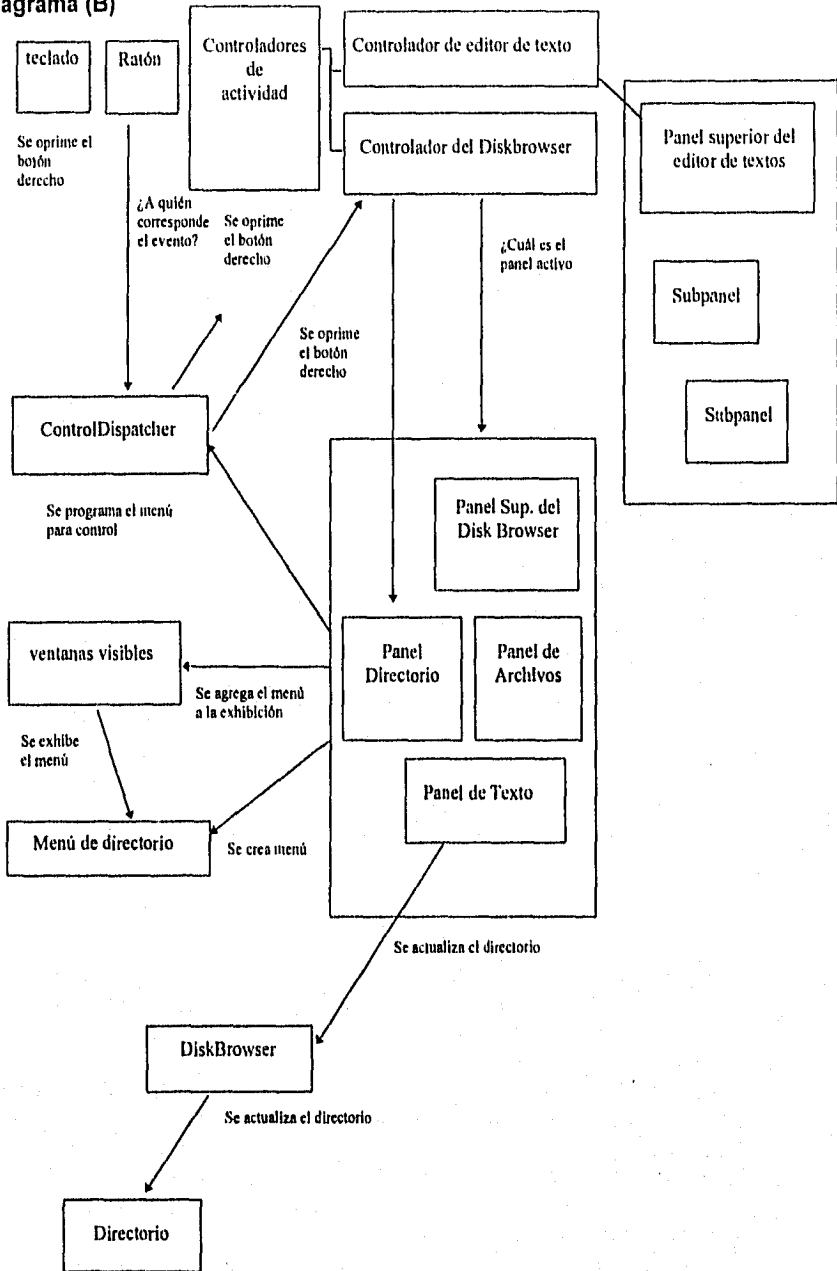 agrama (B)
teclado
Ratón
Controladores
de
actividad
Controlador de editor de texto
Controlador del Diskbrowser
Panel superior del
editor de textos
Subpanel
Subpanel
Se oprime el
botón
derecho
¿A quién
corresponde
el evento?
Se oprime
el botón
derecho
¿Cuál es el
panel activo
Se oprime
el botón
derecho
ControlDispatcher
Se programa el menú
para control
Panel Sup. del
Disk Browser
Panel
Directorio
Panel de
Archivos
Panel de Texto
ventanas visibles
Se agrega el menú
a la exhibición
Se exhibe
el menú
Menú de directorio
Se crea menú
Se actualiza el directorio
DiskBrowser
Se actualiza el directorio
Directorio